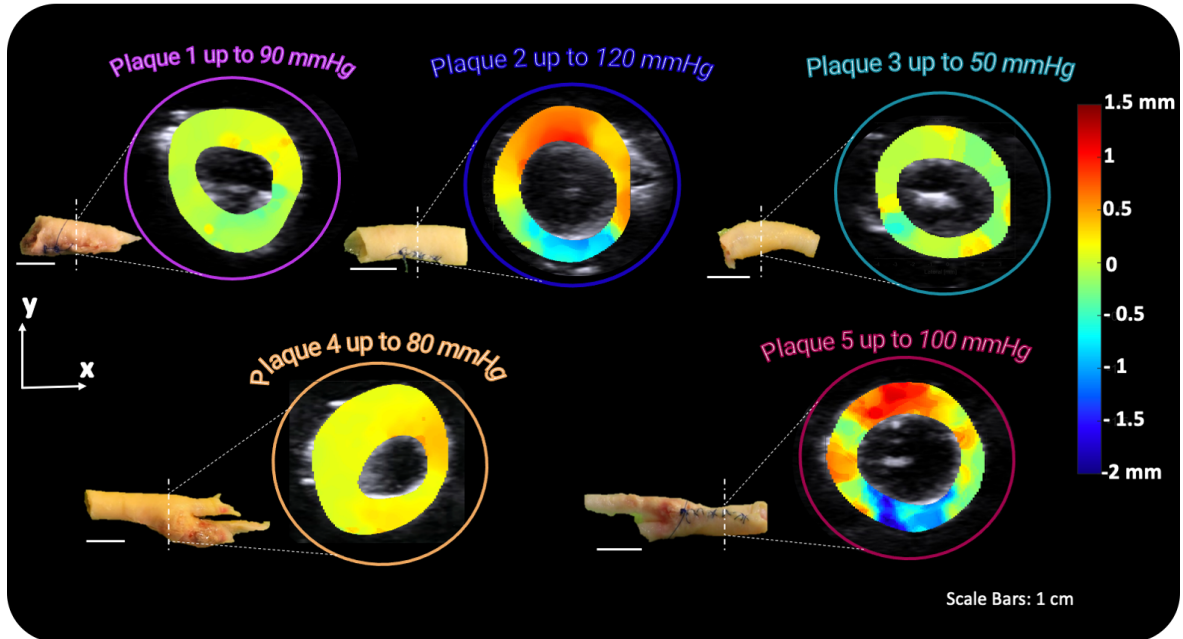 Plaque 1 up to 90 mmHg
Plaque 2 up to 120 mmHg
Plaque 3 up to 50 mmHg
1.5 mm
1
0.5
0
- 0.5
- 1
- 1.5
-2 mm
y
x
Plaque 4 up to 80 mmHg
Plaque 5 up to 100 mmHg
Scale Bars: 1 cm